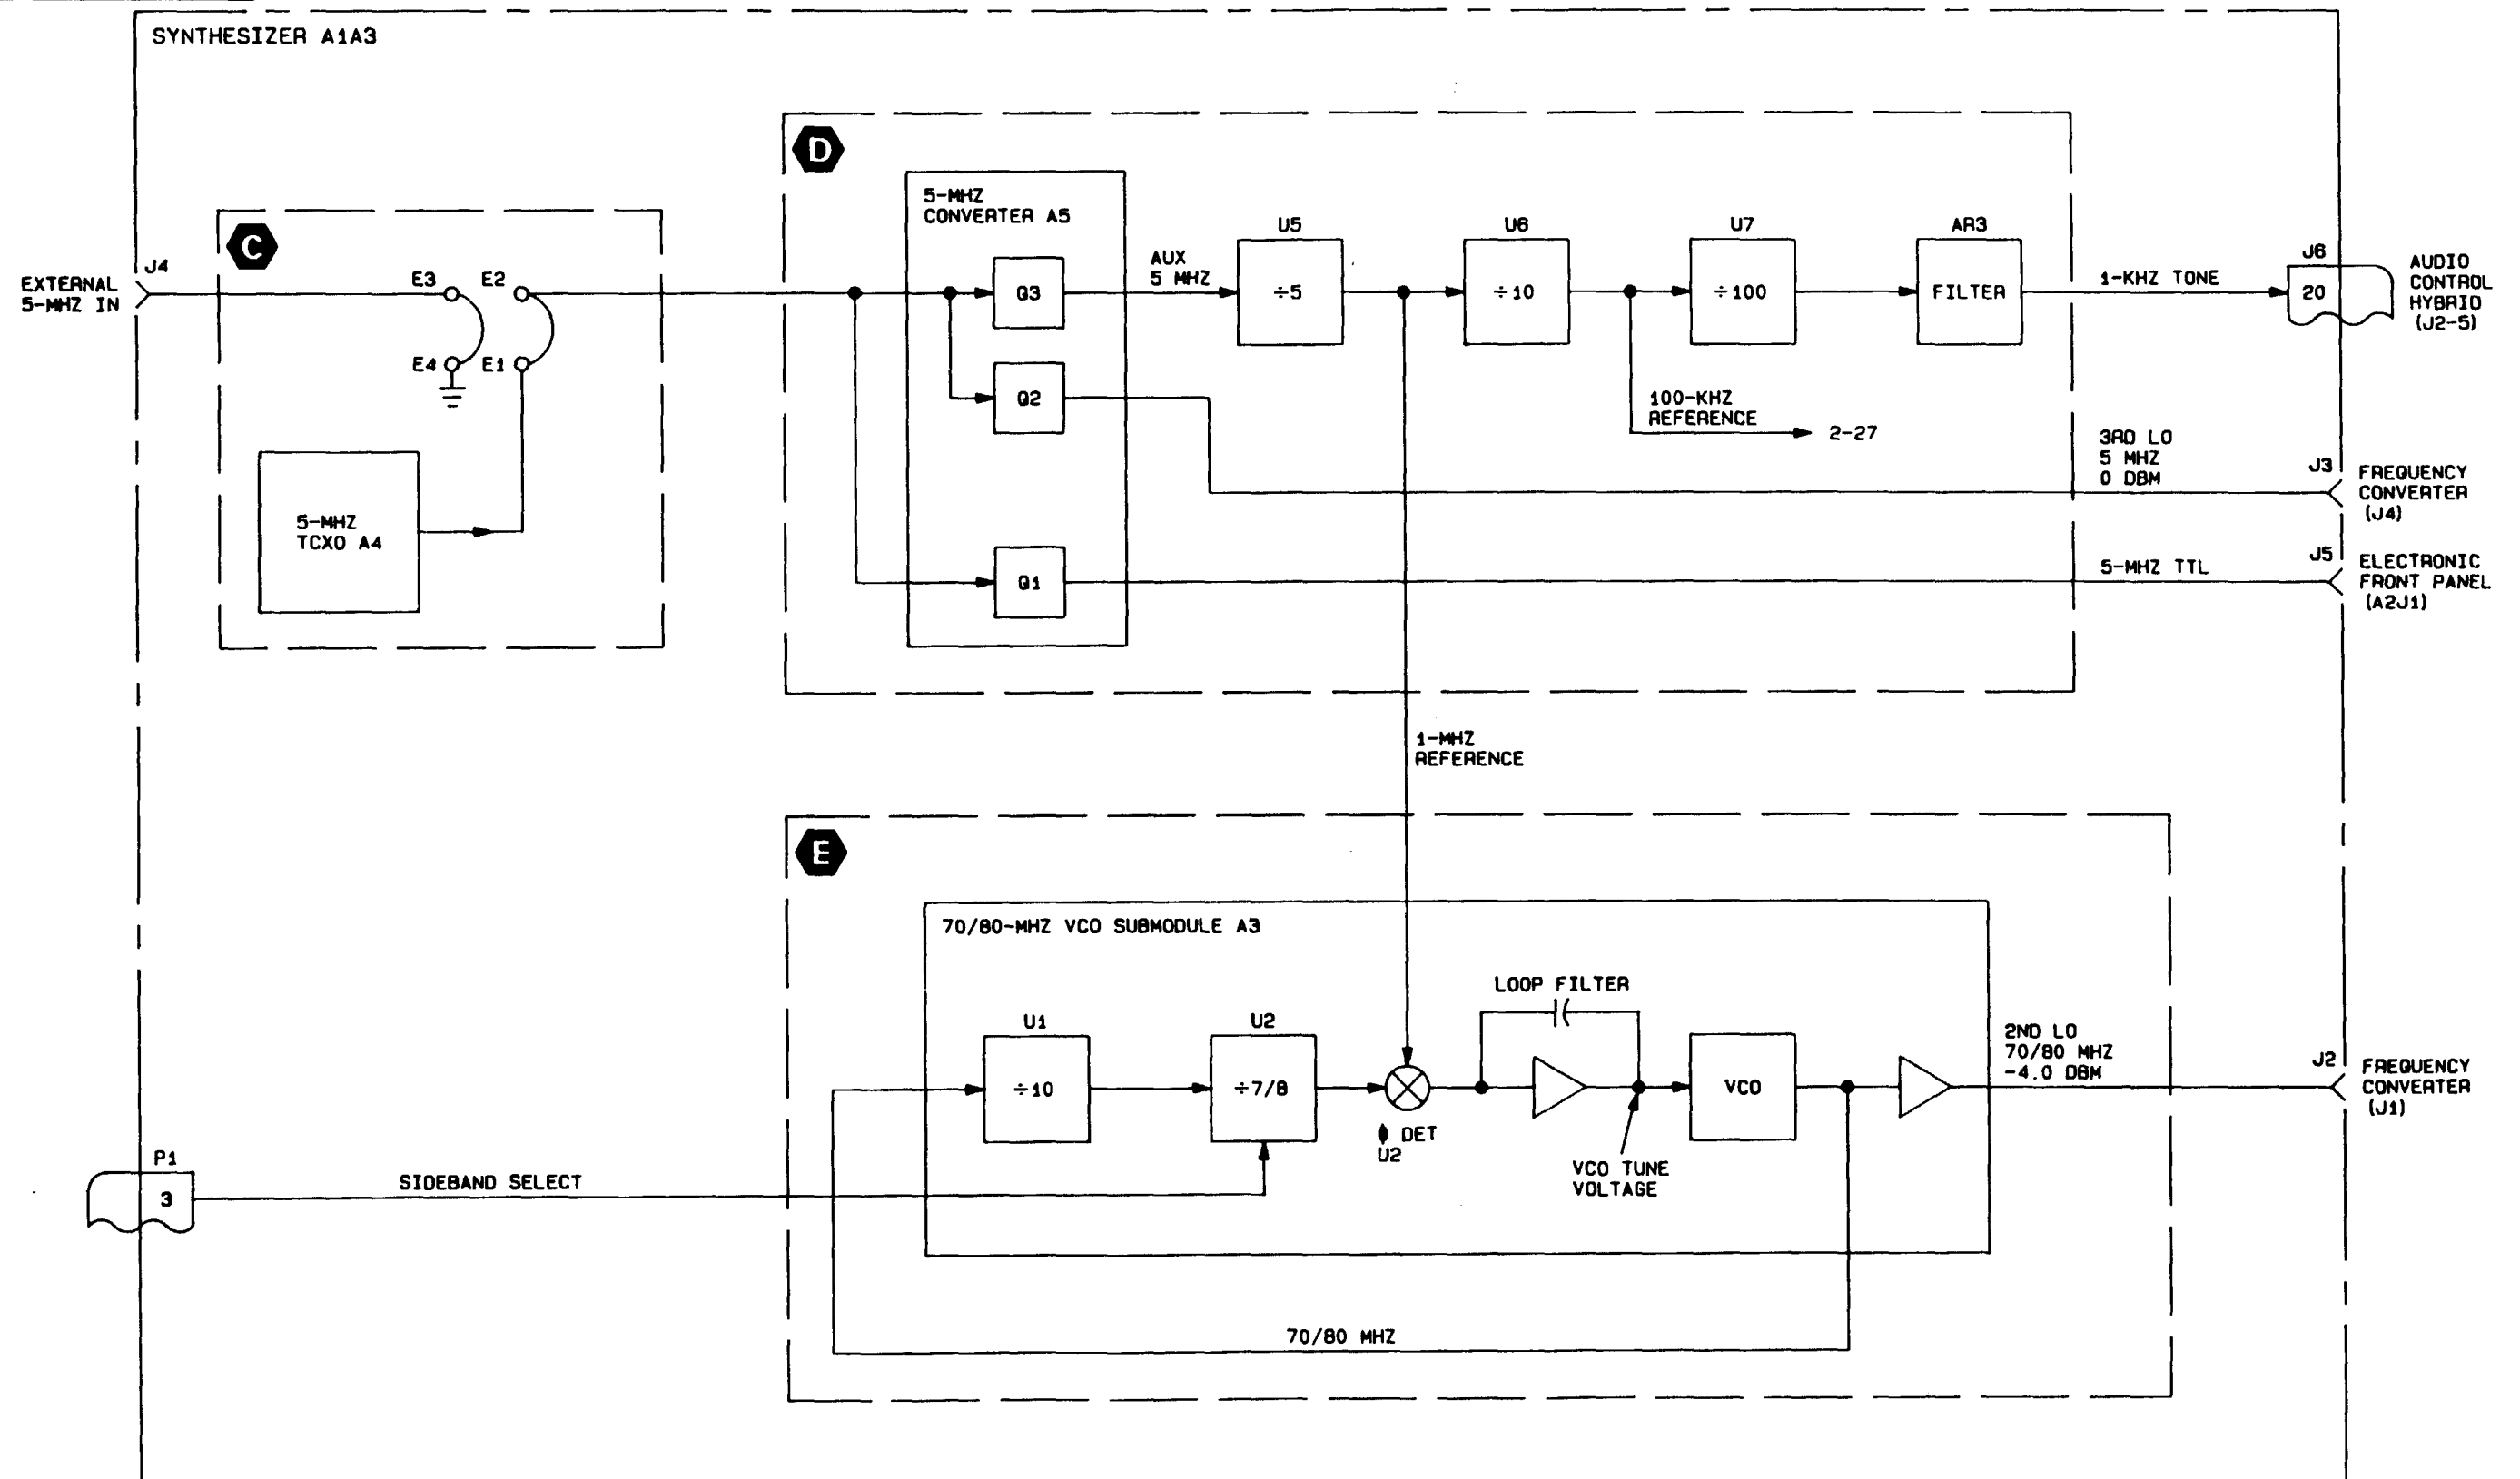 SYNTHESIZER A1A3
D
5-MHZ
CONVERTER A5
C
J4
EXTERNAL
5-MHZ IN
E3
E2
E4
E1
5-MHZ
TCXO A4
Q3
Q2
Q1
AUX
5 MHZ
U5
÷5
U6
÷10
U7
÷100
AR3
FILTER
1-KHZ TONE
J6
20
AUDIO
CONTROL
HYBRID
(J2-5)
100-KHZ
REFERENCE
2-27
3RD LO
5 MHZ
0 DBM
J3
FREQUENCY
CONVERTER
(J4)
5-MHZ TTL
J5
ELECTRONIC
FRONT PANEL
(A2J1)
1-MHZ
REFERENCE
E
70/80-MHZ VCO SUBMODULE A3
U1
÷10
U2
÷7/8
LOOP FILTER
ϕ DET
U2
VCO TUNE
VOLTAGE
VCO
2ND LO
70/80 MHZ
-4.0 DBM
J2
FREQUENCY
CONVERTER
(J1)
P1
3
SIDEBAND SELECT
70/80 MHZ